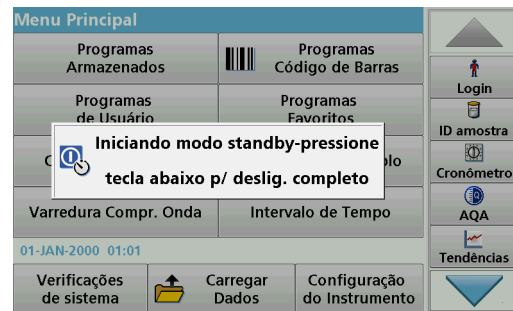 Menu Principal
Programas
Armazenados
Programas
Código de Barras
Programas
de Usuário
Programas
Favoritos
Iniciando modo standby-pressione
tecla abaixo p/ deslig. completo
Varredura Compr. Onda
Intervalo de Tempo
01-JAN-2000 01:01
Verificações
de sistema
Carregar
Dados
Configuração
do Instrumento
Login
ID amostra
Cronômetro
AQA
Tendências